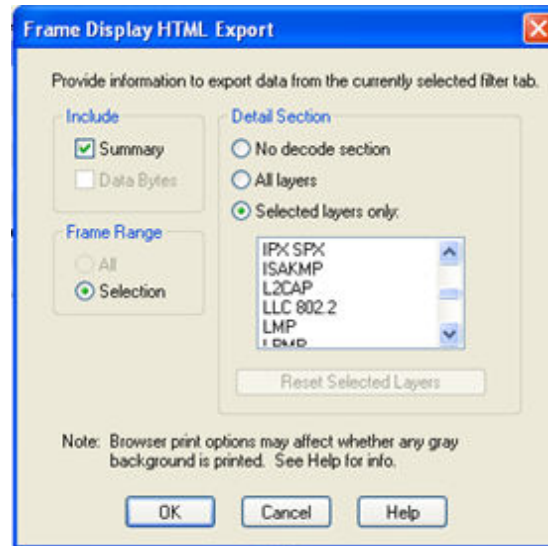 Frame Display HTML Export
Provide information to export data from the currently selected filter tab.
Include
Summary
Data Bytes
Frame Range
All
Selection
Detail Section
No decode section
All layers
Selected layers only:
IPX SPX
ISAKMP
L2CAP
LLC 802.2
LMP
Reset Selected Layers
Note: Browser print options may affect whether any gray
background is printed. See Help for info.
OK Cancel Help